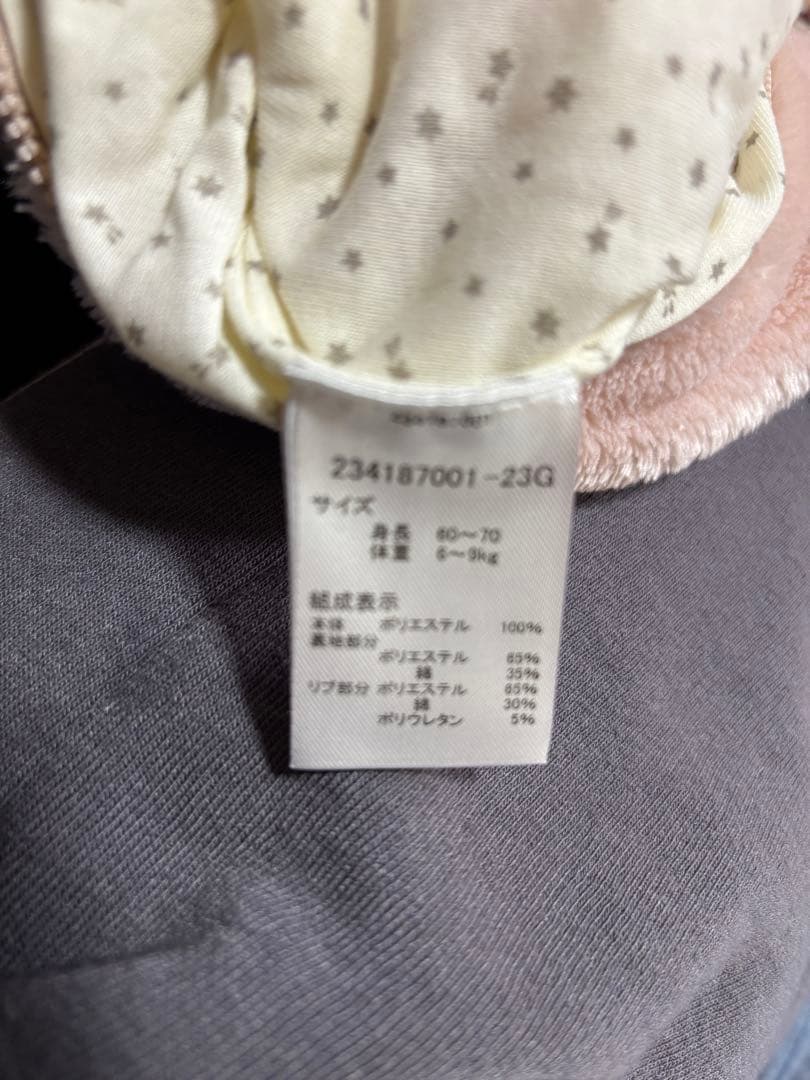 234187001-23G
サイズ
身長 60～70
体重 6～9kg
組成表示
本体 ポリエステル 100%
裏地部分
ポリエステル 65%
綿 35%
リブ部分 ポリエステル 65%
綿 30%
ポリウレタン 5%